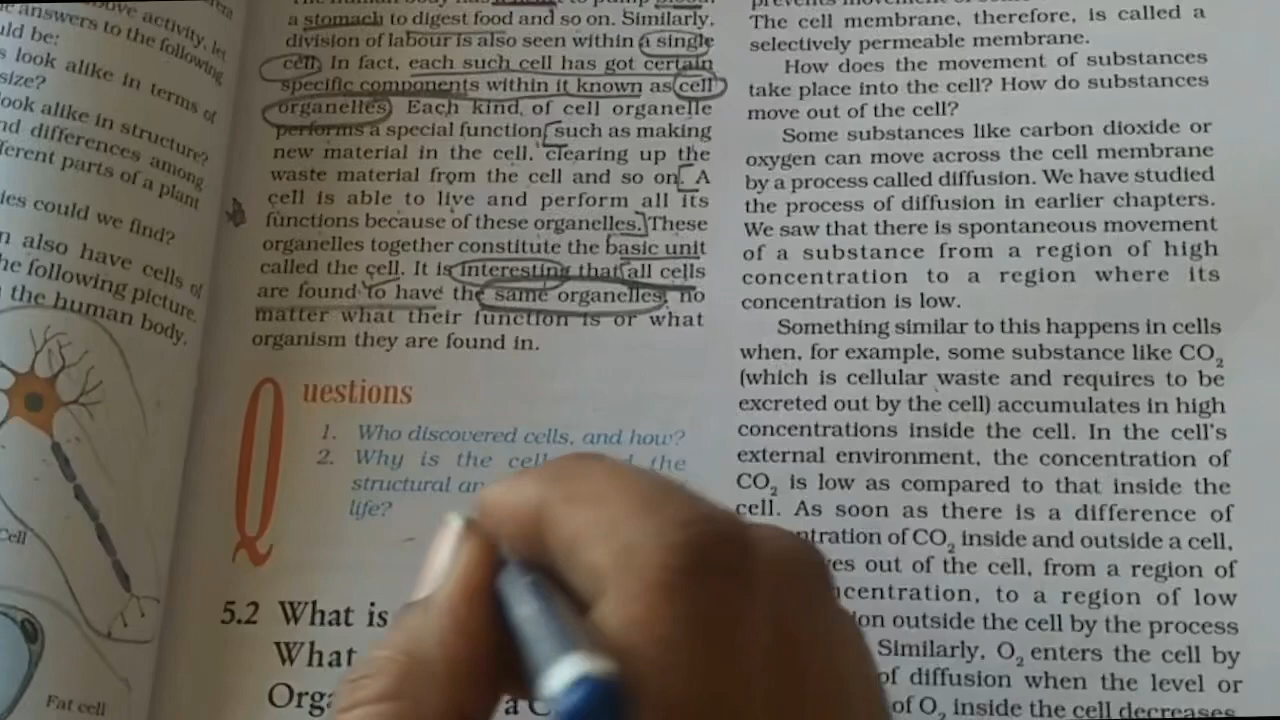 ove activity, let
e answers to the following
uld be:
s look alike in terms of
size?
ook alike in structure?
nd differences among
ferent parts of a plant
ies could we find?
n also have cells of
he following picture
the human body.
Cell
Fat cell
a stomach to digest food and so on. Similarly,
division of labour is also seen within a single
cell. In fact, each such cell has got certain
specific components within it known as cell
organelles. Each kind of cell organelle
performs a special function, such as making
new material in the cell, clearing up the
waste material from the cell and so on. A
cell is able to live and perform all its
functions because of these organelles. These
organelles together constitute the basic unit
called the cell. It is interesting that all cells
are found to have the same organelles, no
matter what their function is or what
organism they are found in.
Questions
1. Who discovered cells, and how?
2. Why is the cell the
structural an
life?
5.2 What is
What
Orga a C
The cell membrane, therefore, is called a
selectively permeable membrane.
How does the movement of substances
take place into the cell? How do substances
move out of the cell?
Some substances like carbon dioxide or
oxygen can move across the cell membrane
by a process called diffusion. We have studied
the process of diffusion in earlier chapters.
We saw that there is spontaneous movement
of a substance from a region of high
concentration to a region where its
concentration is low.
Something similar to this happens in cells
when, for example, some substance like CO₂
(which is cellular waste and requires to be
excreted out by the cell) accumulates in high
concentrations inside the cell. In the cell's
external environment, the concentration of
CO₂ is low as compared to that inside the
cell. As soon as there is a difference of
ntration of CO₂ inside and outside a cell,
ves out of the cell, from a region of
ncentration, to a region of low
ion outside the cell by the process
Similarly, O₂ enters the cell by
of diffusion when the level or
of O₂ inside the cell decreases